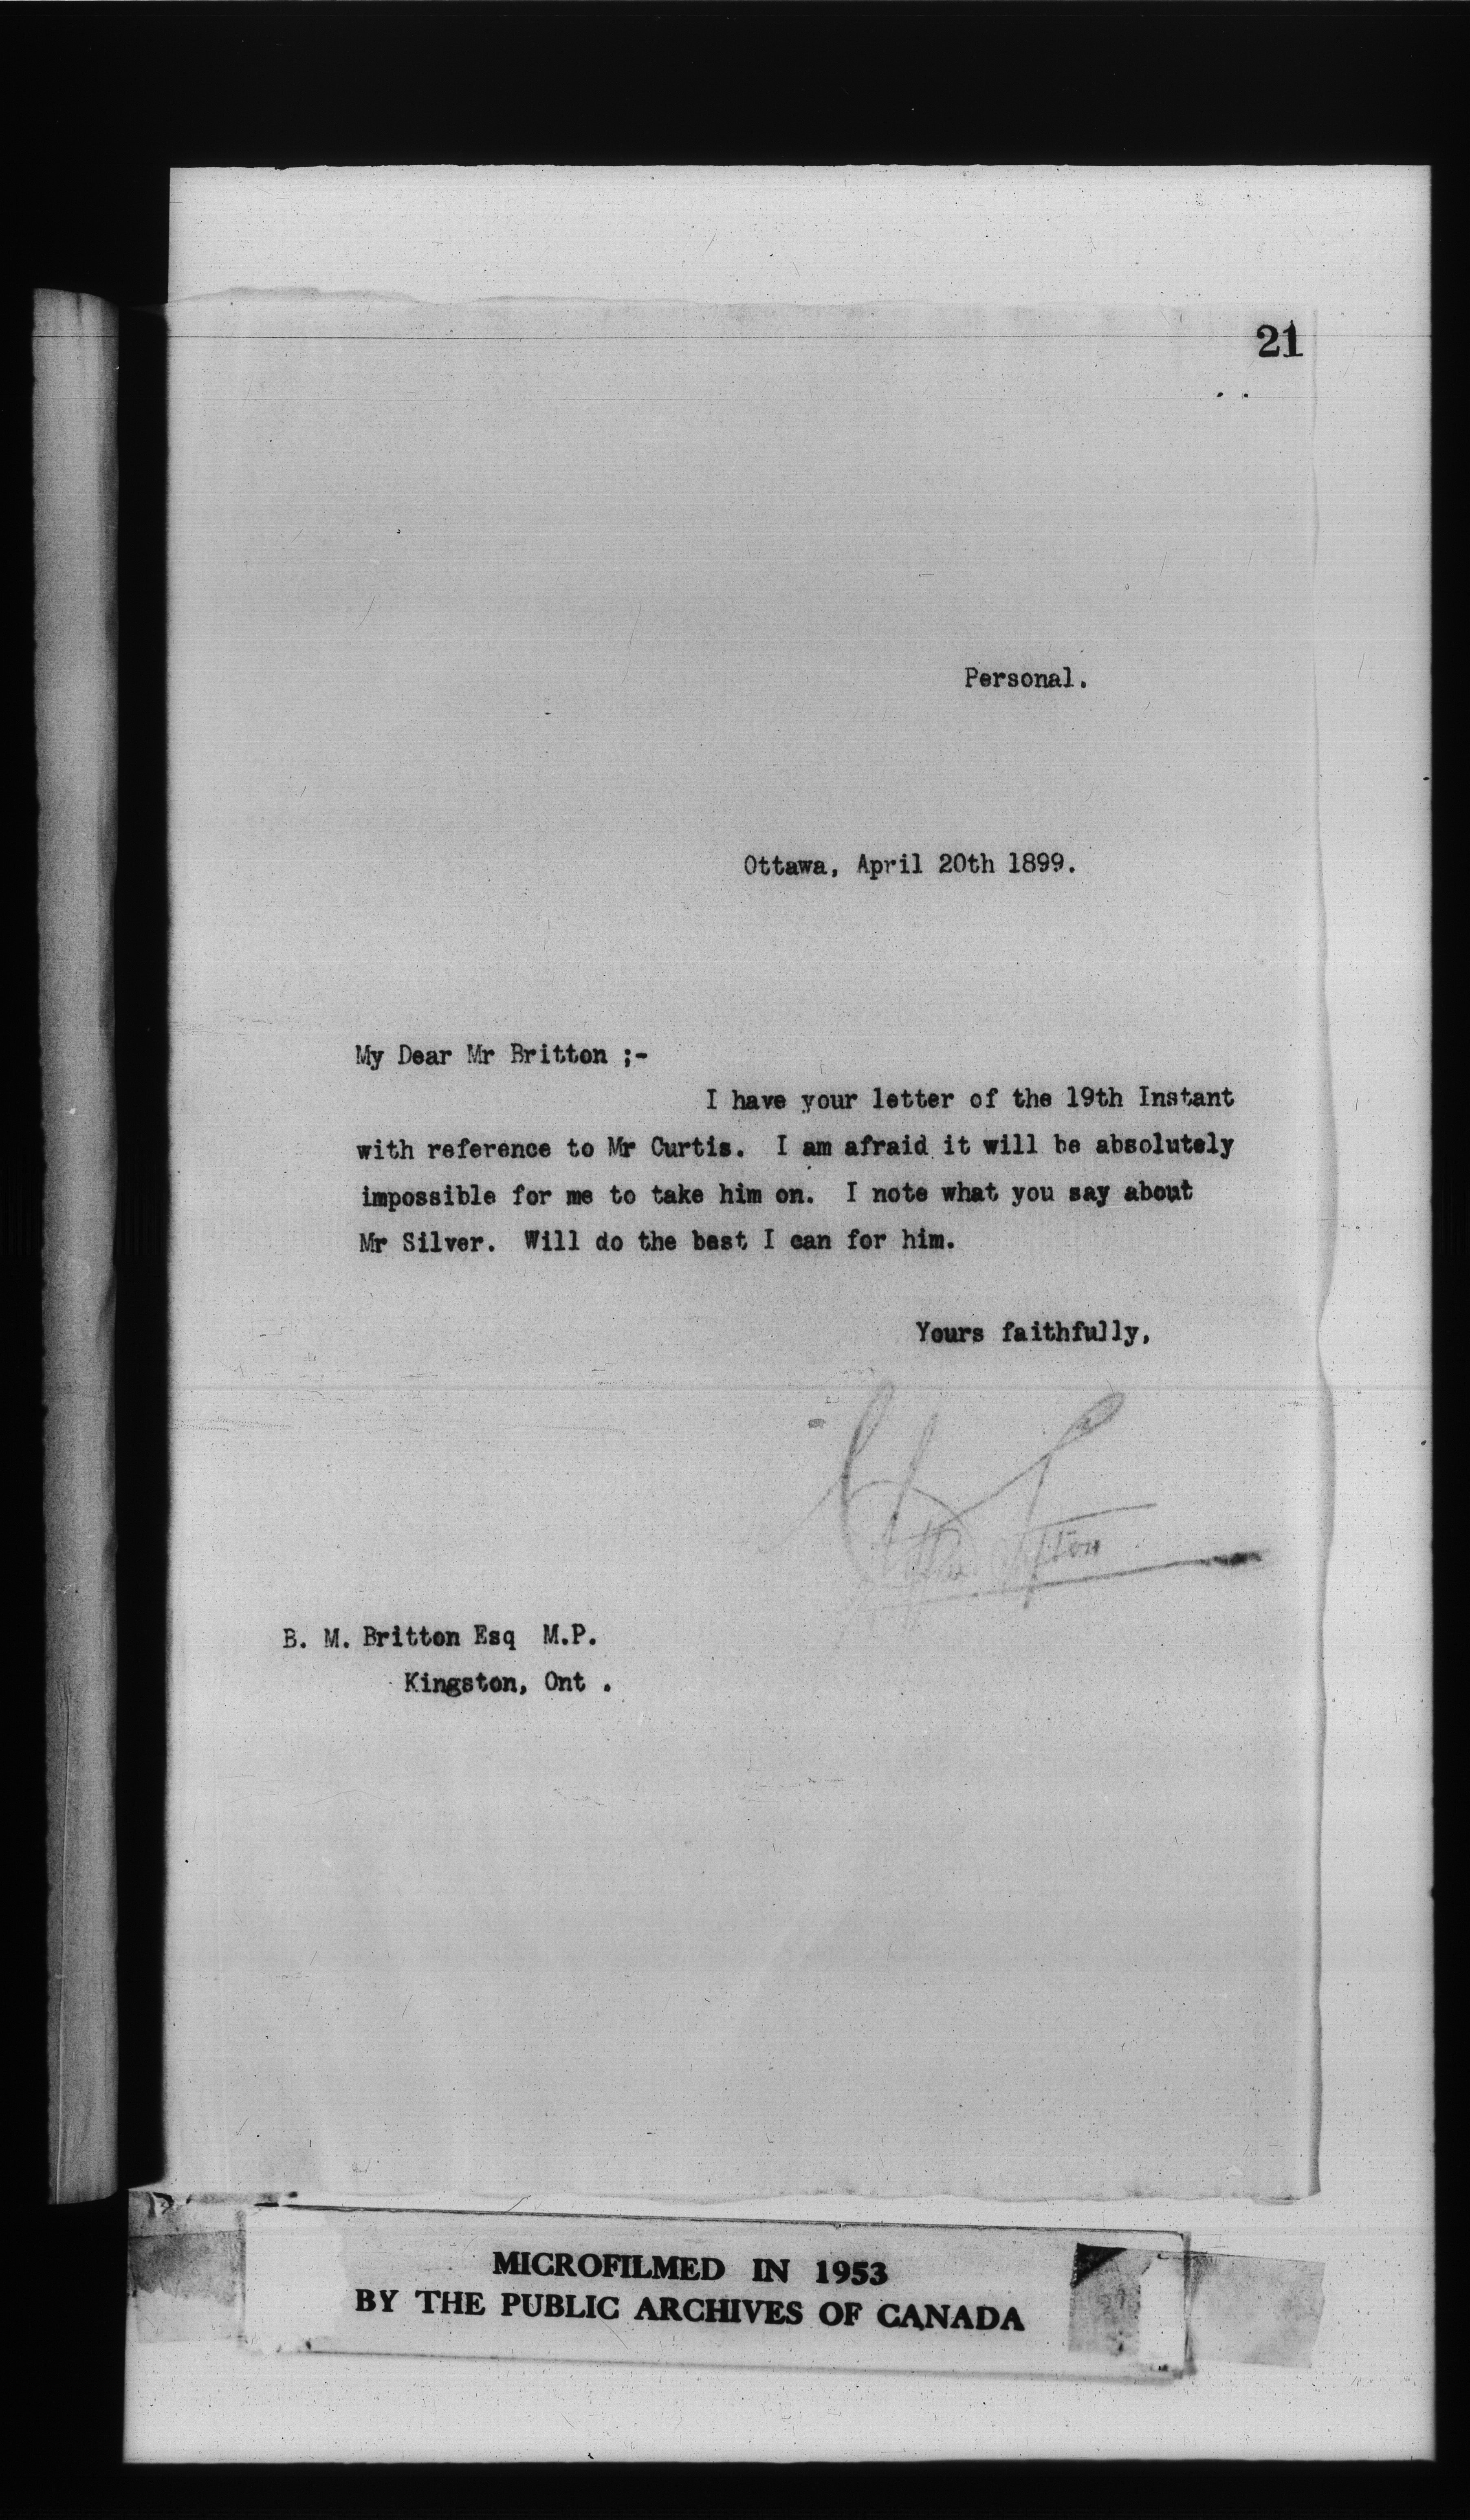 21
Personal.
Ottawa, April 20th 1899.
My Dear Mr Britton ;-
I have your letter of the 19th Instant
with reference to Mr Curtis. I am afraid it will be absolutely
impossible for me to take him on. I note what you say about
Mr Silver. Will do the best I can for him.
Yours faithfully,
B. M. Britton Esq M.P.
Kingston, Ont .
MICROFILMED IN 1953
BY THE PUBLIC ARCHIVES OF CANADA